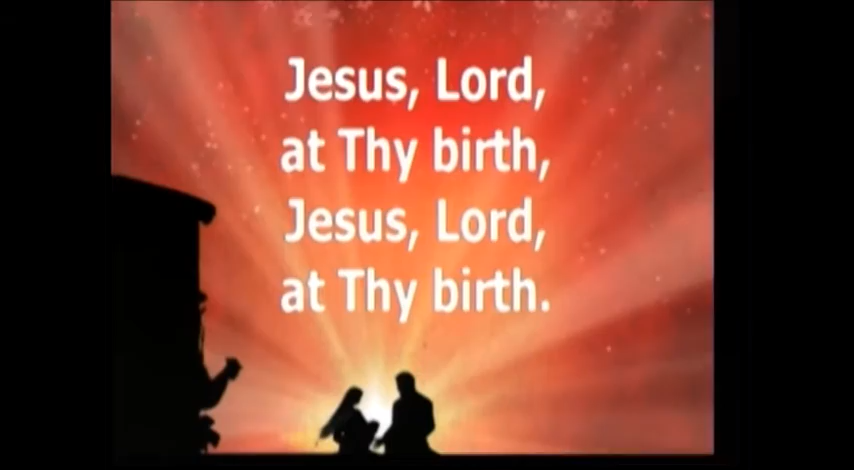 Jesus, Lord,
at Thy birth,
Jesus, Lord,
at Thy birth.